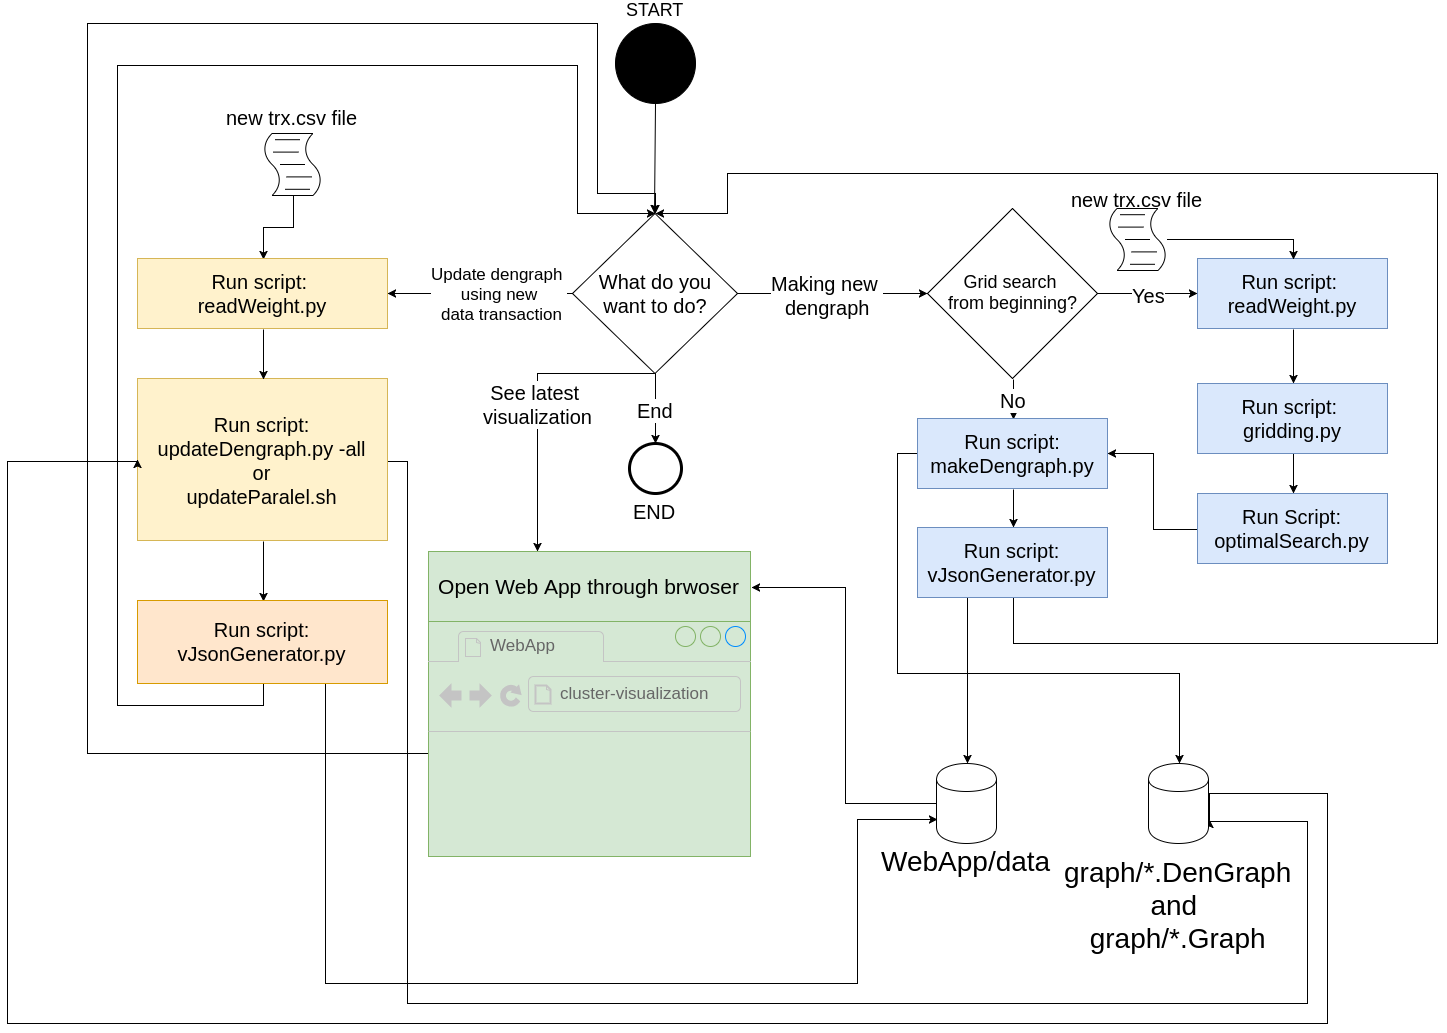 START
new trx.csv file
new trx.csv file
Run script:
readWeight.py
Update dengraph
using new
data transaction
What do you
want to do?
Making new
dengraph
Grid search
from beginning?
Yes
Run script:
readWeight.py
See latest
visualization
End
No
Run script:
gridding.py
Run script:
updateDengraph.py -all
or
updateParalel.sh
Run script:
makeDengraph.py
END
Run Script:
optimalSearch.py
Run script:
vJsonGenerator.py
Open Web App through brwoser
Run script:
vJsonGenerator.py
WebApp
cluster-visualization
WebApp/data
graph/*.DenGraph
and
graph/*.Graph